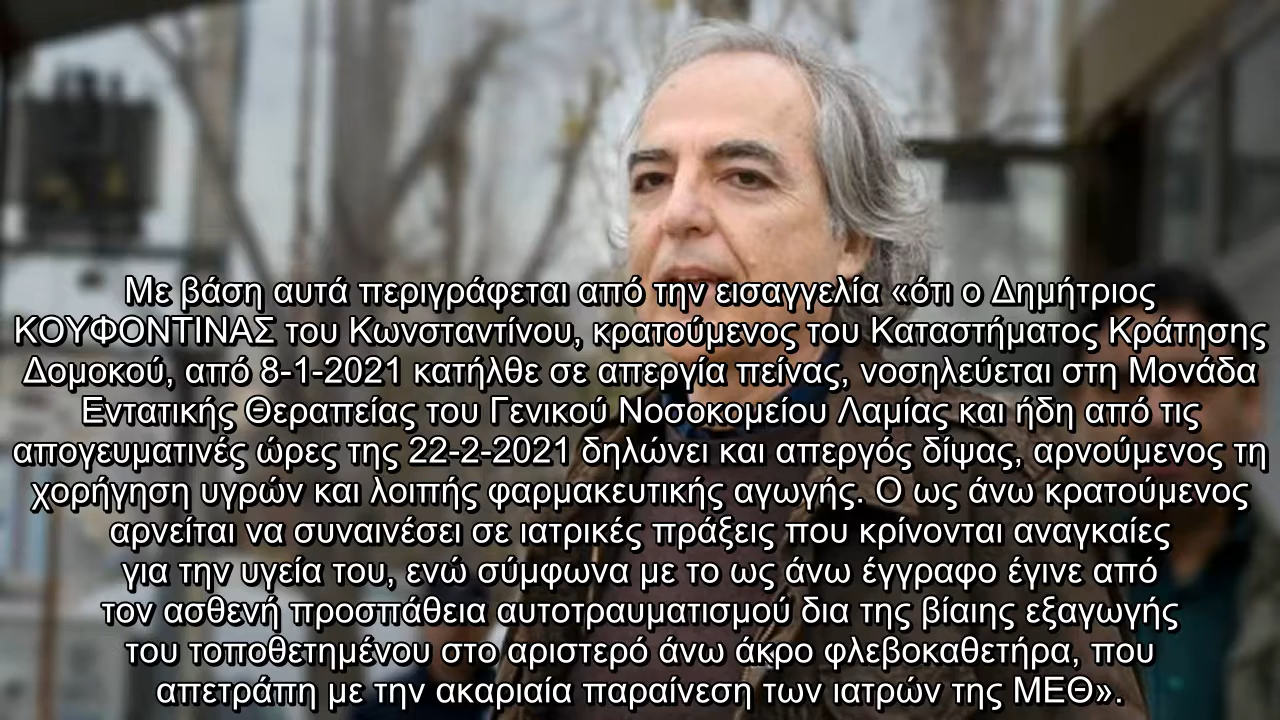 Με βάση αυτά περιγράφεται από την εισαγγελία «ότι ο Δημήτριος
ΚΟΥΦΟΝΤΙΝΑΣ του Κωνσταντίνου, κρατούμενος του Καταστήματος Κράτησης
Δομοκού, από 8-1-2021 κατήλθε σε απεργία πείνας, νοσηλεύεται στη Μονάδα
Εντατικής Θεραπείας του Γενικού Νοσοκομείου Λαμίας και ήδη από τις
απογευματινές ώρες της 22-2-2021 δηλώνει και απεργός δίψας, αρνούμενος τη
χορήγηση υγρών και λοιπής φαρμακευτικής αγωγής. Ο ως άνω κρατούμενος
αρνείται να συναινέσει σε ιατρικές πράξεις που κρίνονται αναγκαίες
για την υγεία του, ενώ σύμφωνα με το ως άνω έγγραφο έγινε από
τον ασθενή προσπάθεια αυτοτραυματισμού δια της βίαιης εξαγωγής
του τοποθετημένου στο αριστερό άνω άκρο φλεβοκαθετήρα, που
απετράπη με την ακαριαία παραίνεση των ιατρών της ΜΕΘ».